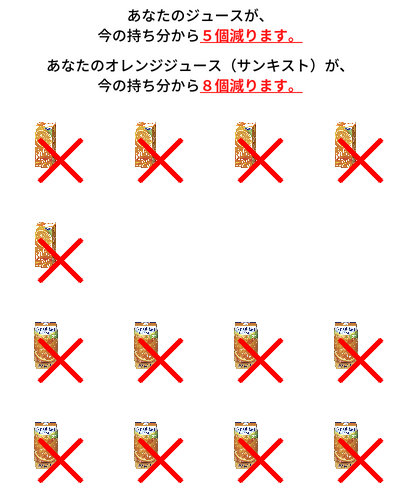 あなたのジュースが、
今の持ち分から５個減ります。
あなたのオレンジジュース（サンキスト）が、
今の持ち分から８個減ります。